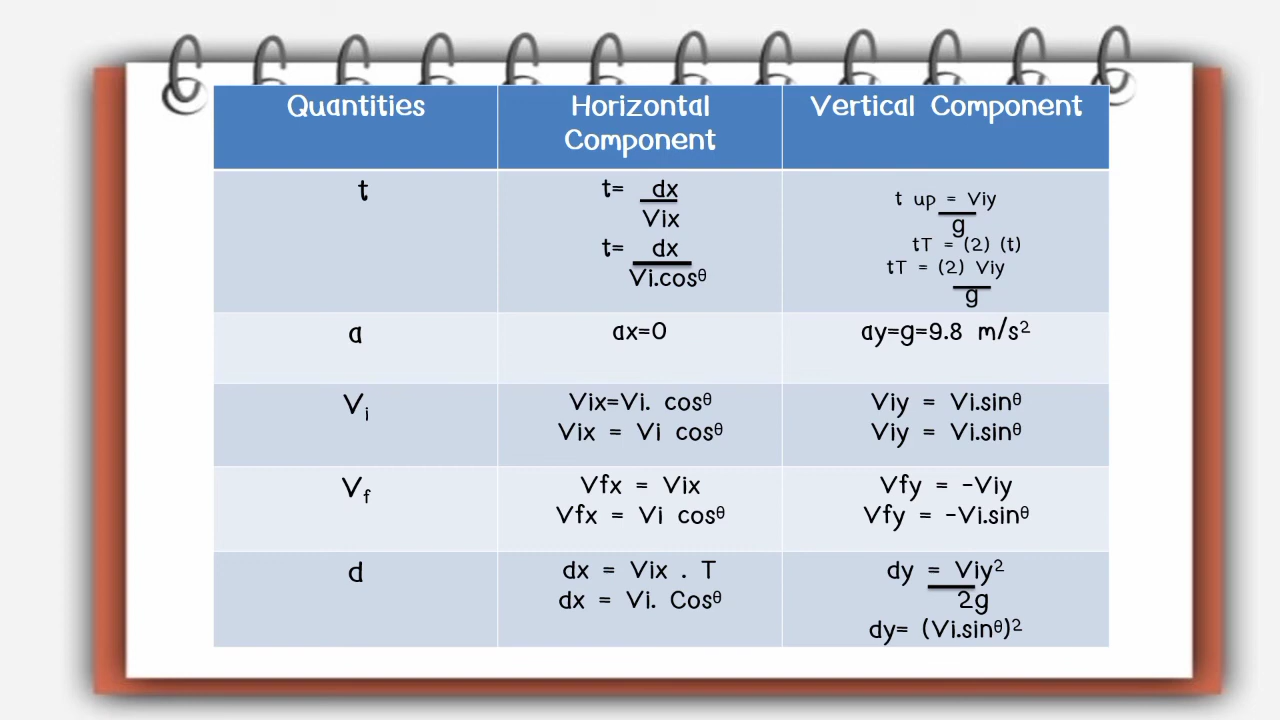 Quantities
Horizontal
Component
Vertical Component
t
t= dx
Vix
t= dx
Vi.cosθ
t up = Viy
g
tT = (2) (t)
tT = (2) Viy
g
a
ax=0
ay=g=9.8 m/s²
Vi
Vix=Vi. cosθ
Vix = Vi cosθ
Viy = Vi.sinθ
Viy = Vi.sinθ
Vf
Vfx = Vix
Vfx = Vi cosθ
Vfy = -Viy
Vfy = -Vi.sinθ
d
dx = Vix . T
dx = Vi. Cosθ
dy = Viy²
2g
dy= (Vi.sinθ)²